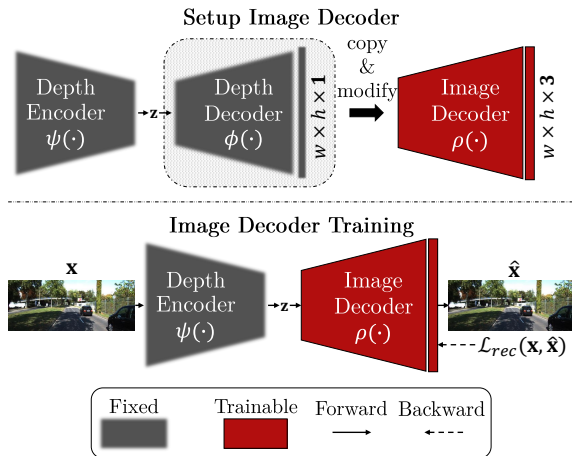 Setup Image Decoder
Depth
Encoder
ψ(·)
z
Depth
Decoder
ϕ(·)
w × h × 1
copy
&
modify
Image
Decoder
ρ(·)
w × h × 3
Image Decoder Training
x
Depth
Encoder
ψ(·)
z
Image
Decoder
ρ(·)
x̂
ℒrec(x, x̂)
Fixed
Trainable
Forward
Backward